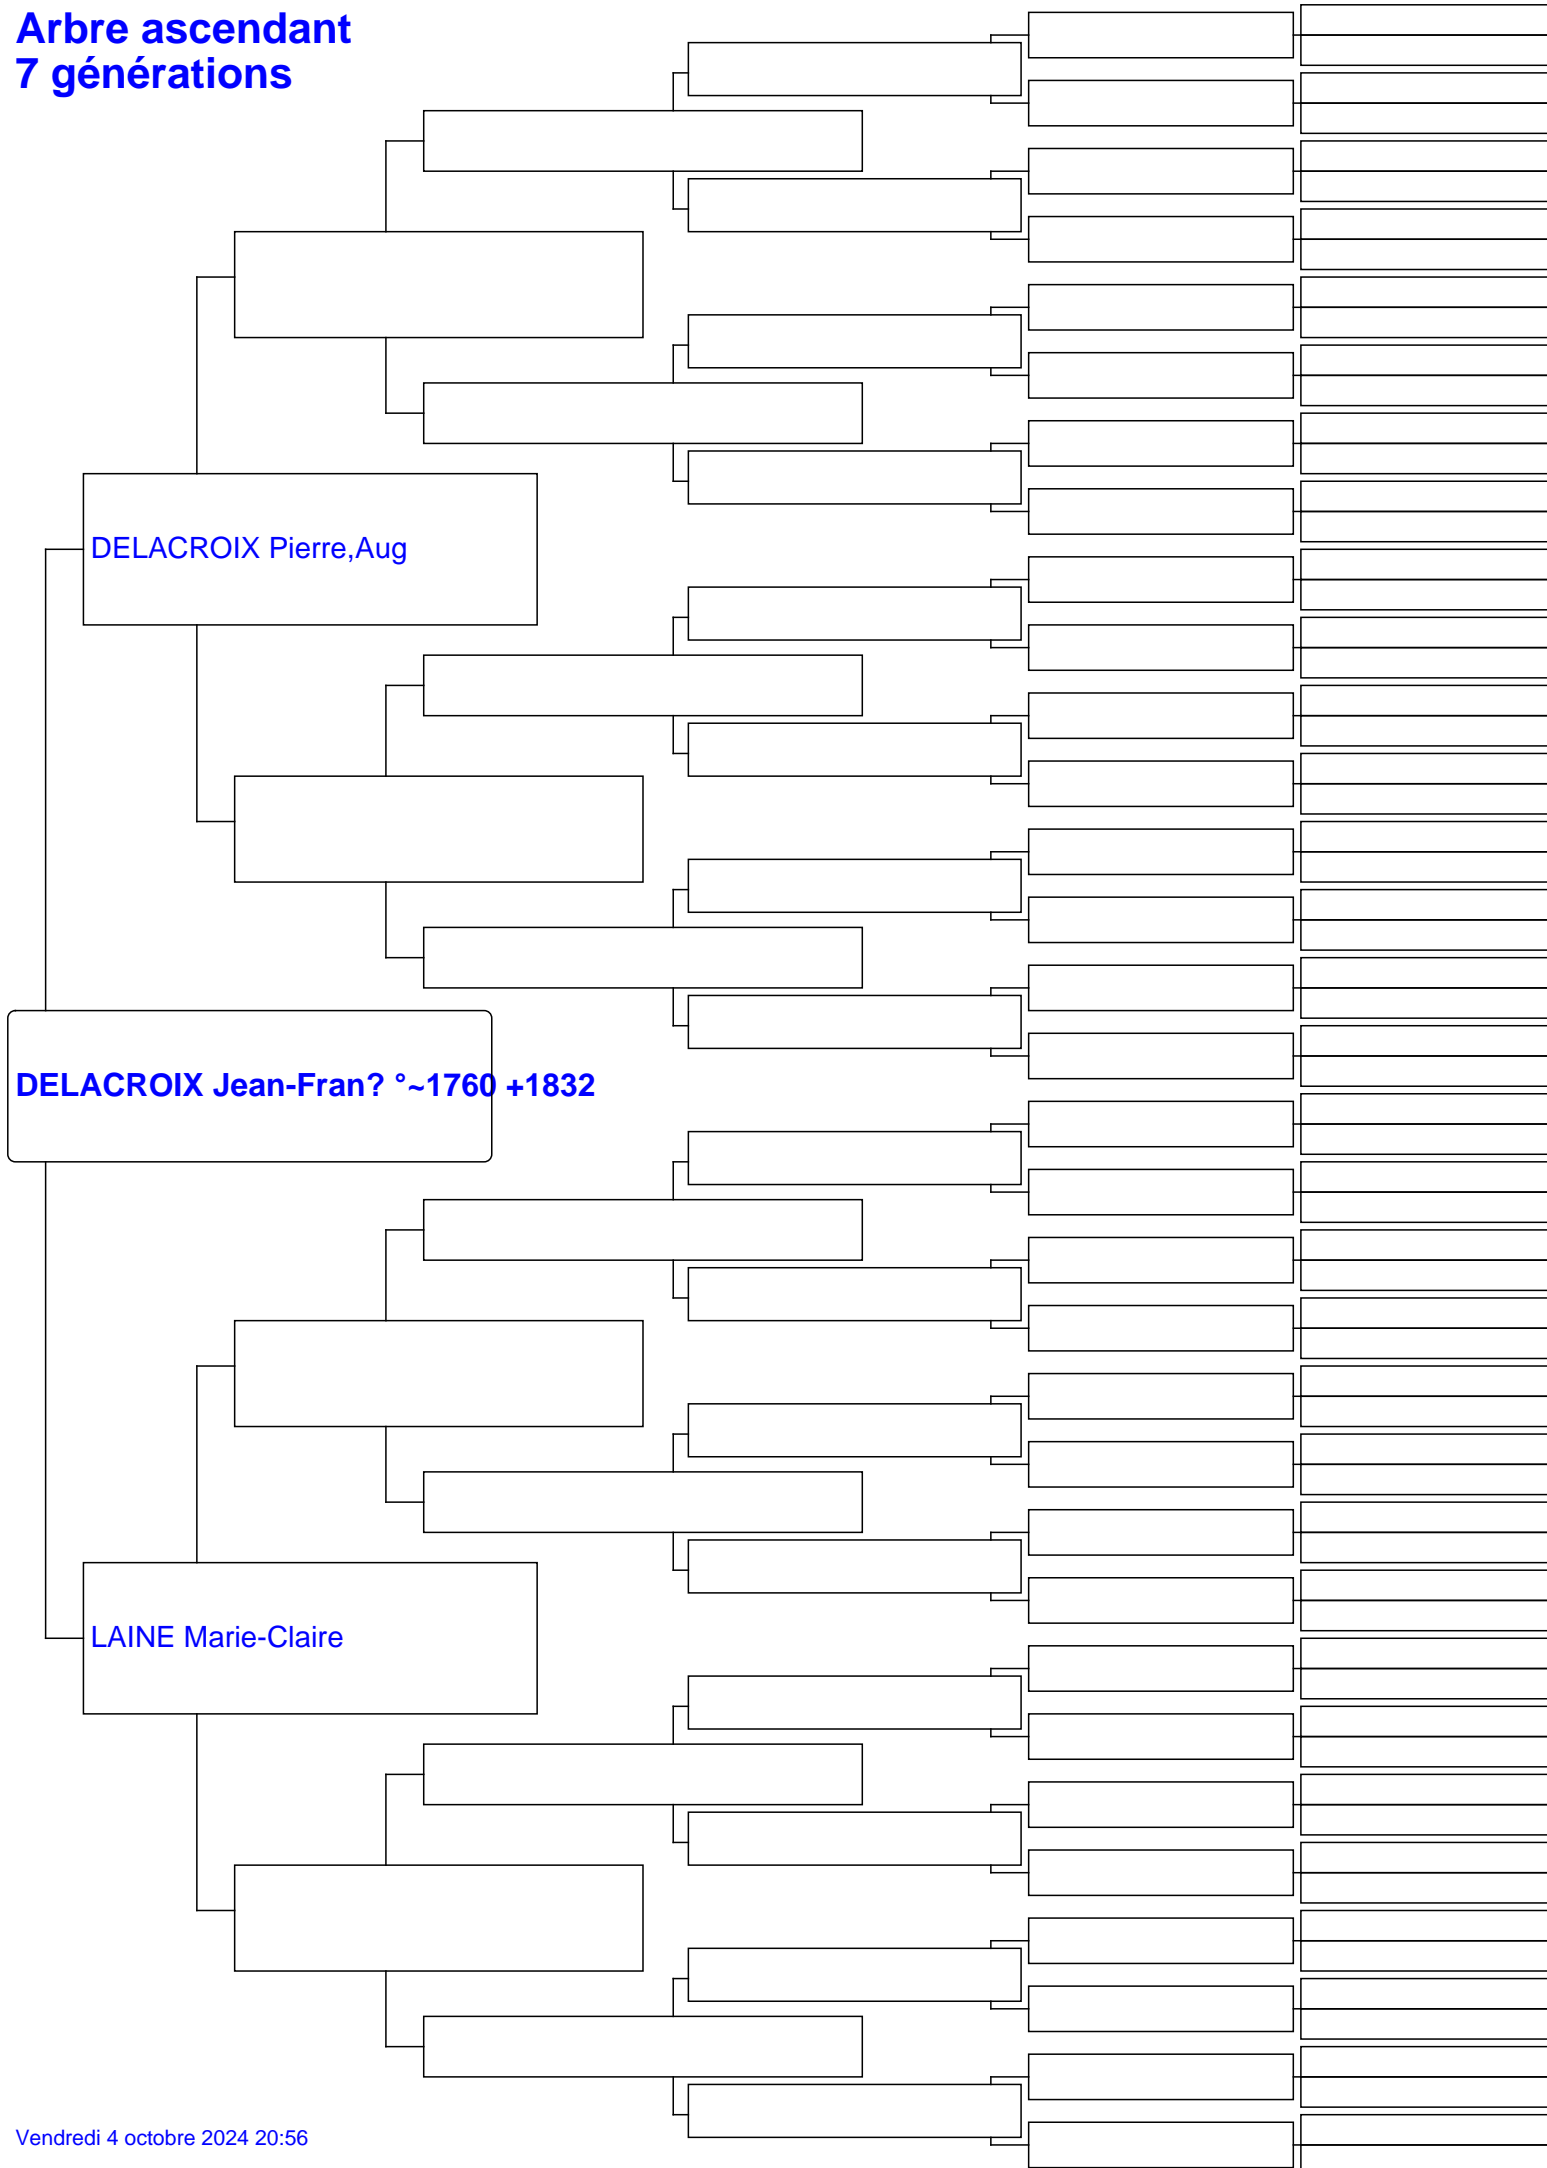 Arbre ascendant
7 générations
DELACROIX Pierre,Aug
DELACROIX Jean-Fran? °~1760 +1832
LAINE Marie-Claire
Vendredi 4 octobre 2024 20:56